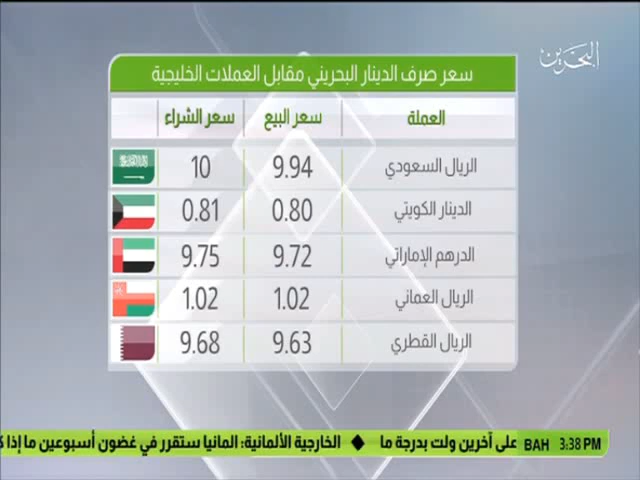 البحرين
سعر صرف الدينار البحريني مقابل العملات الخليجية
العملة سعر البيع سعر الشراء
الريال السعودي 9.94 10
الدينار الكويتي 0.80 0.81
الدرهم الإماراتي 9.72 9.75
الريال العماني 1.02 1.02
الريال القطري 9.63 9.68
3:38 PM BAH على آخرين ولت بدرجة ما ◆ الخارجية الألمانية: المانيا ستقرر في غضون أسبوعين ما إذا ك